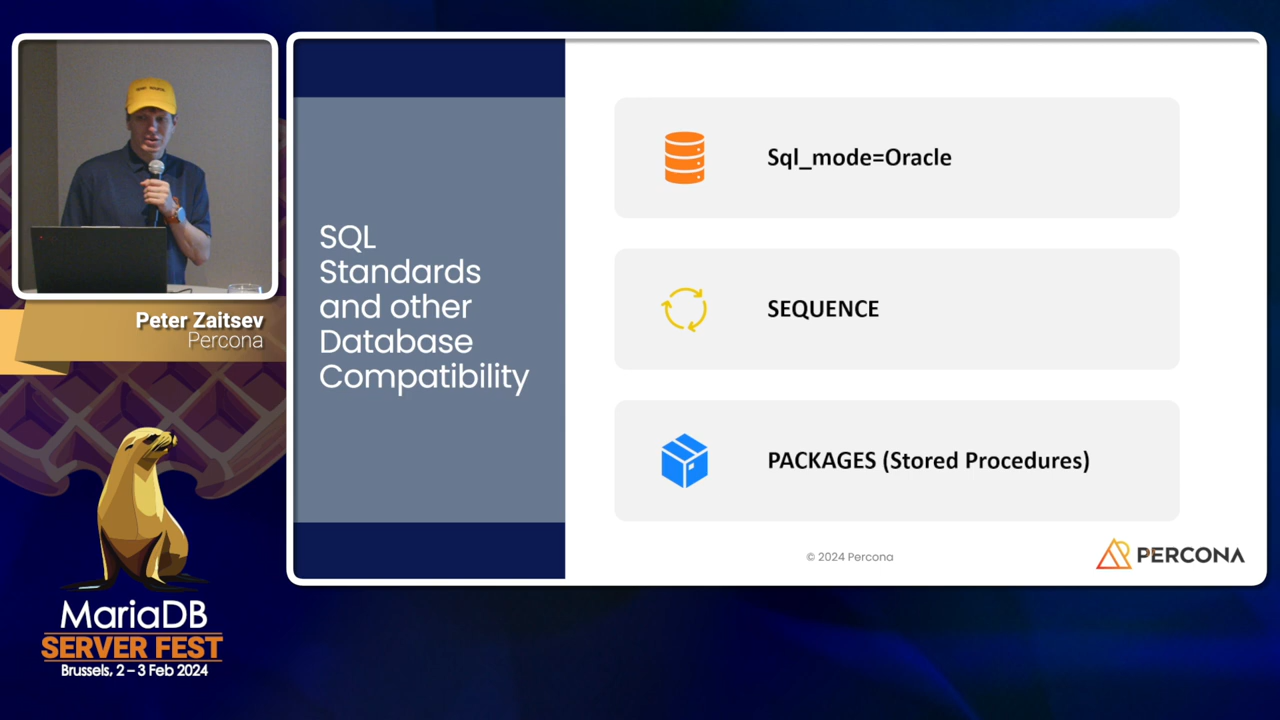 Peter Zaitsev
Percona
MariaDB
SERVER FEST
Brussels, 2 – 3 Feb 2024
SQL
Standards
and other
Database
Compatibility
Sql_mode=Oracle
SEQUENCE
PACKAGES (Stored Procedures)
© 2024 Percona
PERCONA